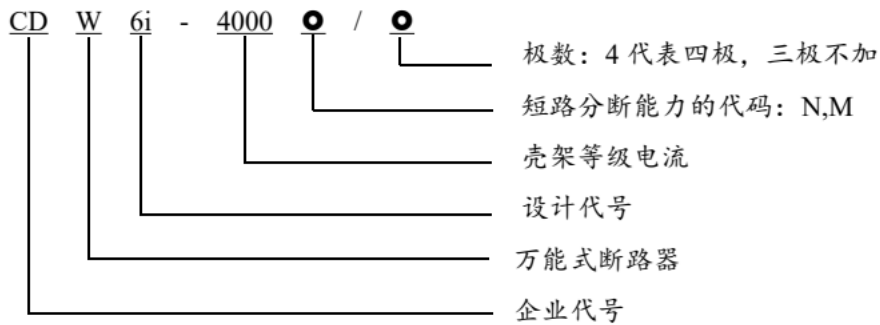 CD W 6i - 4000 O / O
极数：4 代表四极，三极不加
短路分断能力的代码：N,M
壳架等级电流
设计代号
万能式断路器
企业代号